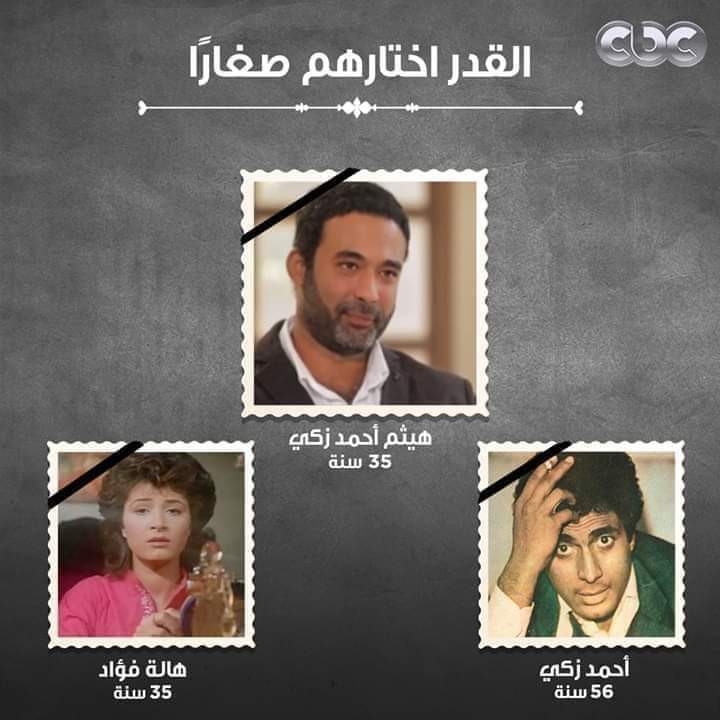 CBC
القدر اختارهم صغارًا
هيثم أحمد زكي
35 سنة
هالة فؤاد
35 سنة
أحمد زكي
56 سنة